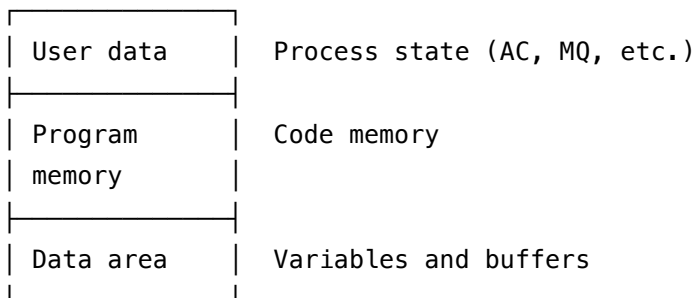 User data Process state (AC, MQ, etc.)
Program Code memory
memory
Data area Variables and buffers